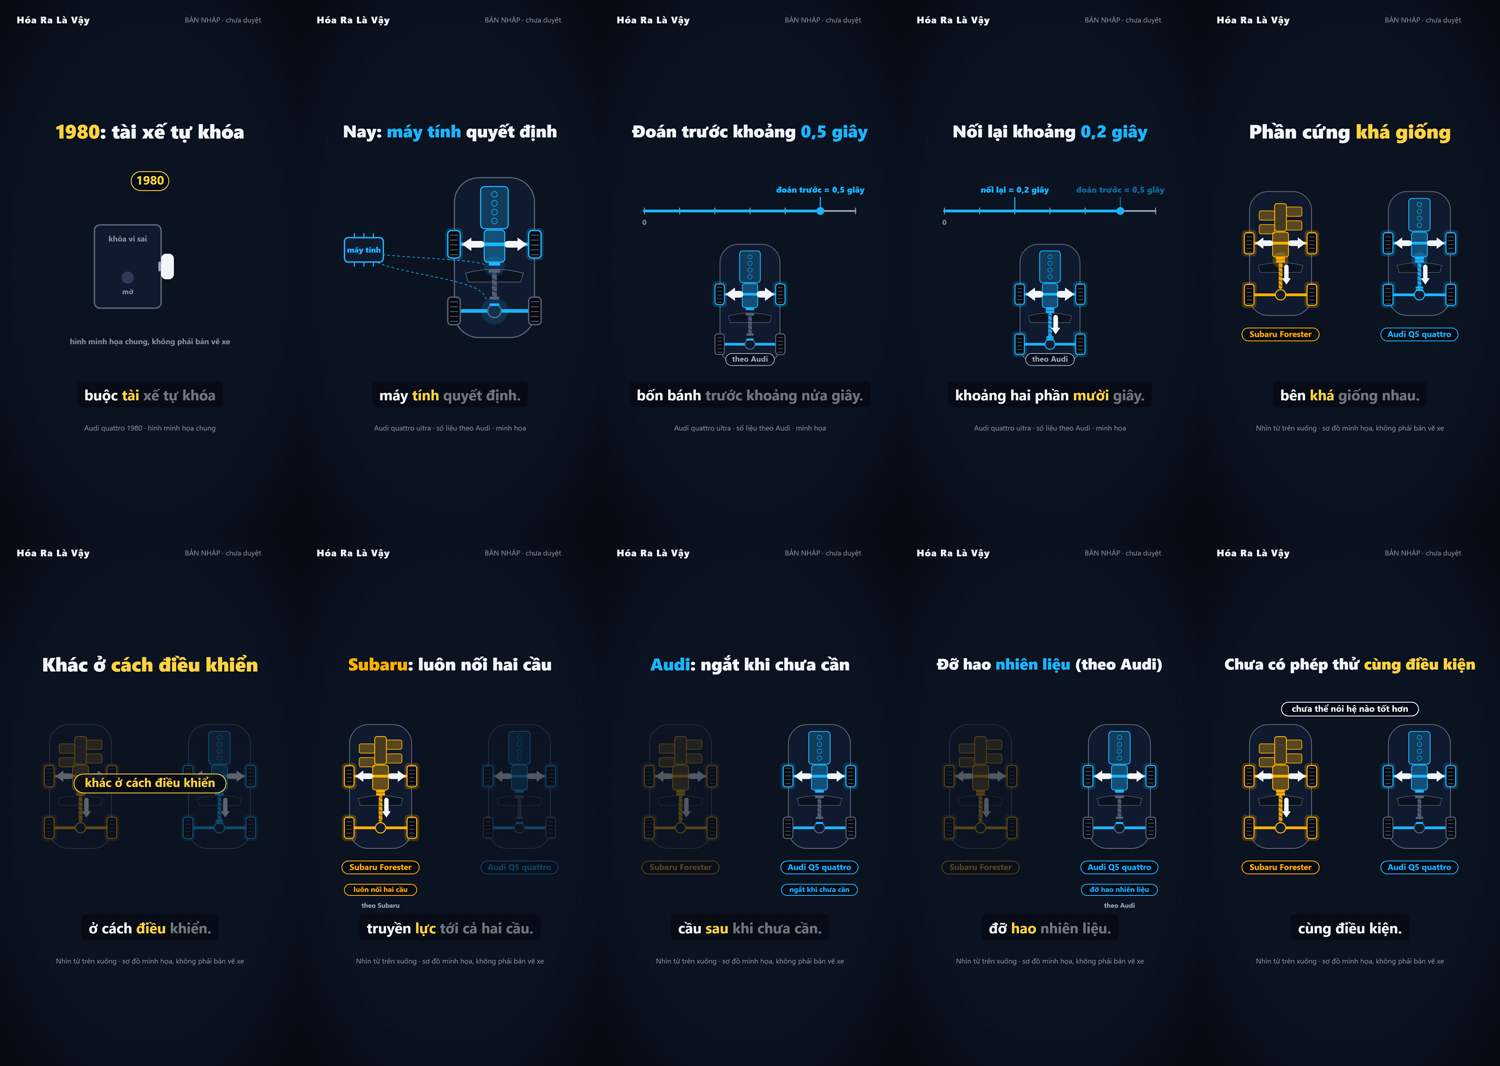 Hóa Ra Là Vậy
BẢN NHÁP · chưa duyệt
1980: tài xế tự khóa
1980
khóa vi sai
mở
hình minh họa chung, không phải bản vẽ xe
buộc tài xế tự khóa
Audi quattro 1980 · hình minh họa chung
Hóa Ra Là Vậy
BẢN NHÁP · chưa duyệt
Nay: máy tính quyết định
máy tính
máy tính quyết định.
Audi quattro ultra · số liệu theo Audi · minh họa
Hóa Ra Là Vậy
BẢN NHÁP · chưa duyệt
Đoán trước khoảng 0,5 giây
đoán trước = 0,5 giây
0
theo Audi
bốn bánh trước khoảng nửa giây.
Audi quattro ultra · số liệu theo Audi · minh họa
Hóa Ra Là Vậy
BẢN NHÁP · chưa duyệt
Nối lại khoảng 0,2 giây
nối lại = 0,2 giây
đoán trước = 0,5 giây
0
theo Audi
khoảng hai phần mười giây.
Audi quattro ultra · số liệu theo Audi · minh họa
Hóa Ra Là Vậy
BẢN NHÁP · chưa duyệt
Phần cứng khá giống
Subaru Forester
Audi Q5 quattro
bên khá giống nhau.
Nhìn từ trên xuống · sơ đồ minh họa, không phải bản vẽ xe
Hóa Ra Là Vậy
BẢN NHÁP · chưa duyệt
Khác ở cách điều khiển
khác ở cách điều khiển
ở cách điều khiển.
Nhìn từ trên xuống · sơ đồ minh họa, không phải bản vẽ xe
Hóa Ra Là Vậy
BẢN NHÁP · chưa duyệt
Subaru: luôn nối hai cầu
Subaru Forester
Audi Q5 quattro
luôn nối hai cầu
theo Subaru
truyền lực tới cả hai cầu.
Nhìn từ trên xuống · sơ đồ minh họa, không phải bản vẽ xe
Hóa Ra Là Vậy
BẢN NHÁP · chưa duyệt
Audi: ngắt khi chưa cần
Subaru Forester
Audi Q5 quattro
ngắt khi chưa cần
cầu sau khi chưa cần.
Nhìn từ trên xuống · sơ đồ minh họa, không phải bản vẽ xe
Hóa Ra Là Vậy
BẢN NHÁP · chưa duyệt
Đỡ hao nhiên liệu (theo Audi)
Subaru Forester
Audi Q5 quattro
đỡ hao nhiên liệu
theo Audi
đỡ hao nhiên liệu.
Nhìn từ trên xuống · sơ đồ minh họa, không phải bản vẽ xe
Hóa Ra Là Vậy
BẢN NHÁP · chưa duyệt
Chưa có phép thử cùng điều kiện
chưa thể nói hệ nào tốt hơn
Subaru Forester
Audi Q5 quattro
cùng điều kiện.
Nhìn từ trên xuống · sơ đồ minh họa, không phải bản vẽ xe